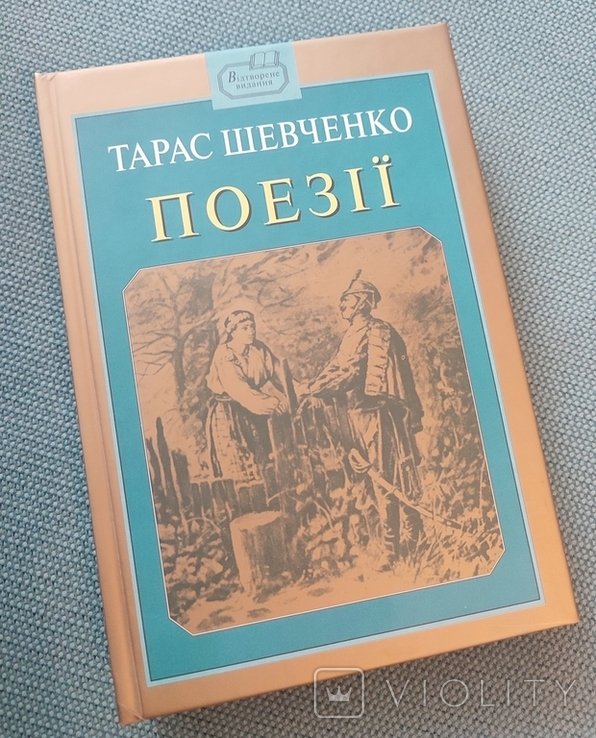 Відтворене
видання
ТАРАС ШЕВЧЕНКО
ПОЕЗІЇ
VIOLITY